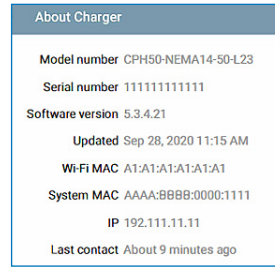 About Charger
Model number CPH50-NEMA14-50-L23
Serial number 111111111111
Software version 5.3.4.21
Updated Sep 28, 2020 11:15 AM
Wi-Fi MAC A1:A1:A1:A1:A1:A1
System MAC AAAA:BBBB:0000:1111
IP 192.111.11.11
Last contact About 9 minutes ago